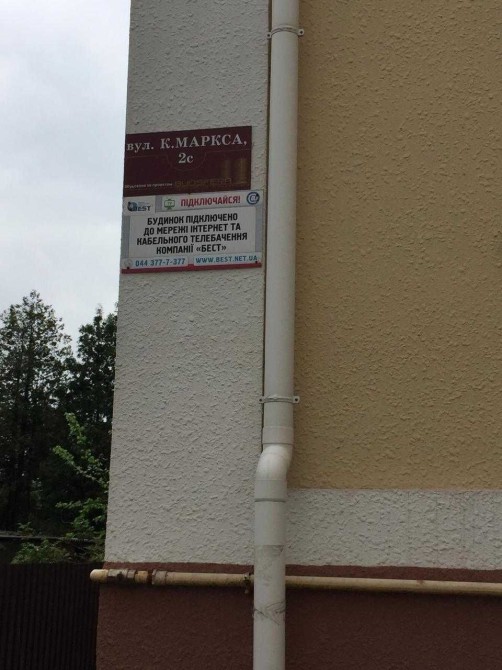 вул. К.МАРКСА,
2с
BEST
ПІДКЛЮЧАЙСЯ!
БУДИНОК ПІДКЛЮЧЕНО
ДО МЕРЕЖІ ІНТЕРНЕТ ТА
КАБЕЛЬНОГО ТЕЛЕБАЧЕННЯ
КОМПАНІЇ «БЕСТ»
044 377-7-377 WWW.BEST.NET.UA